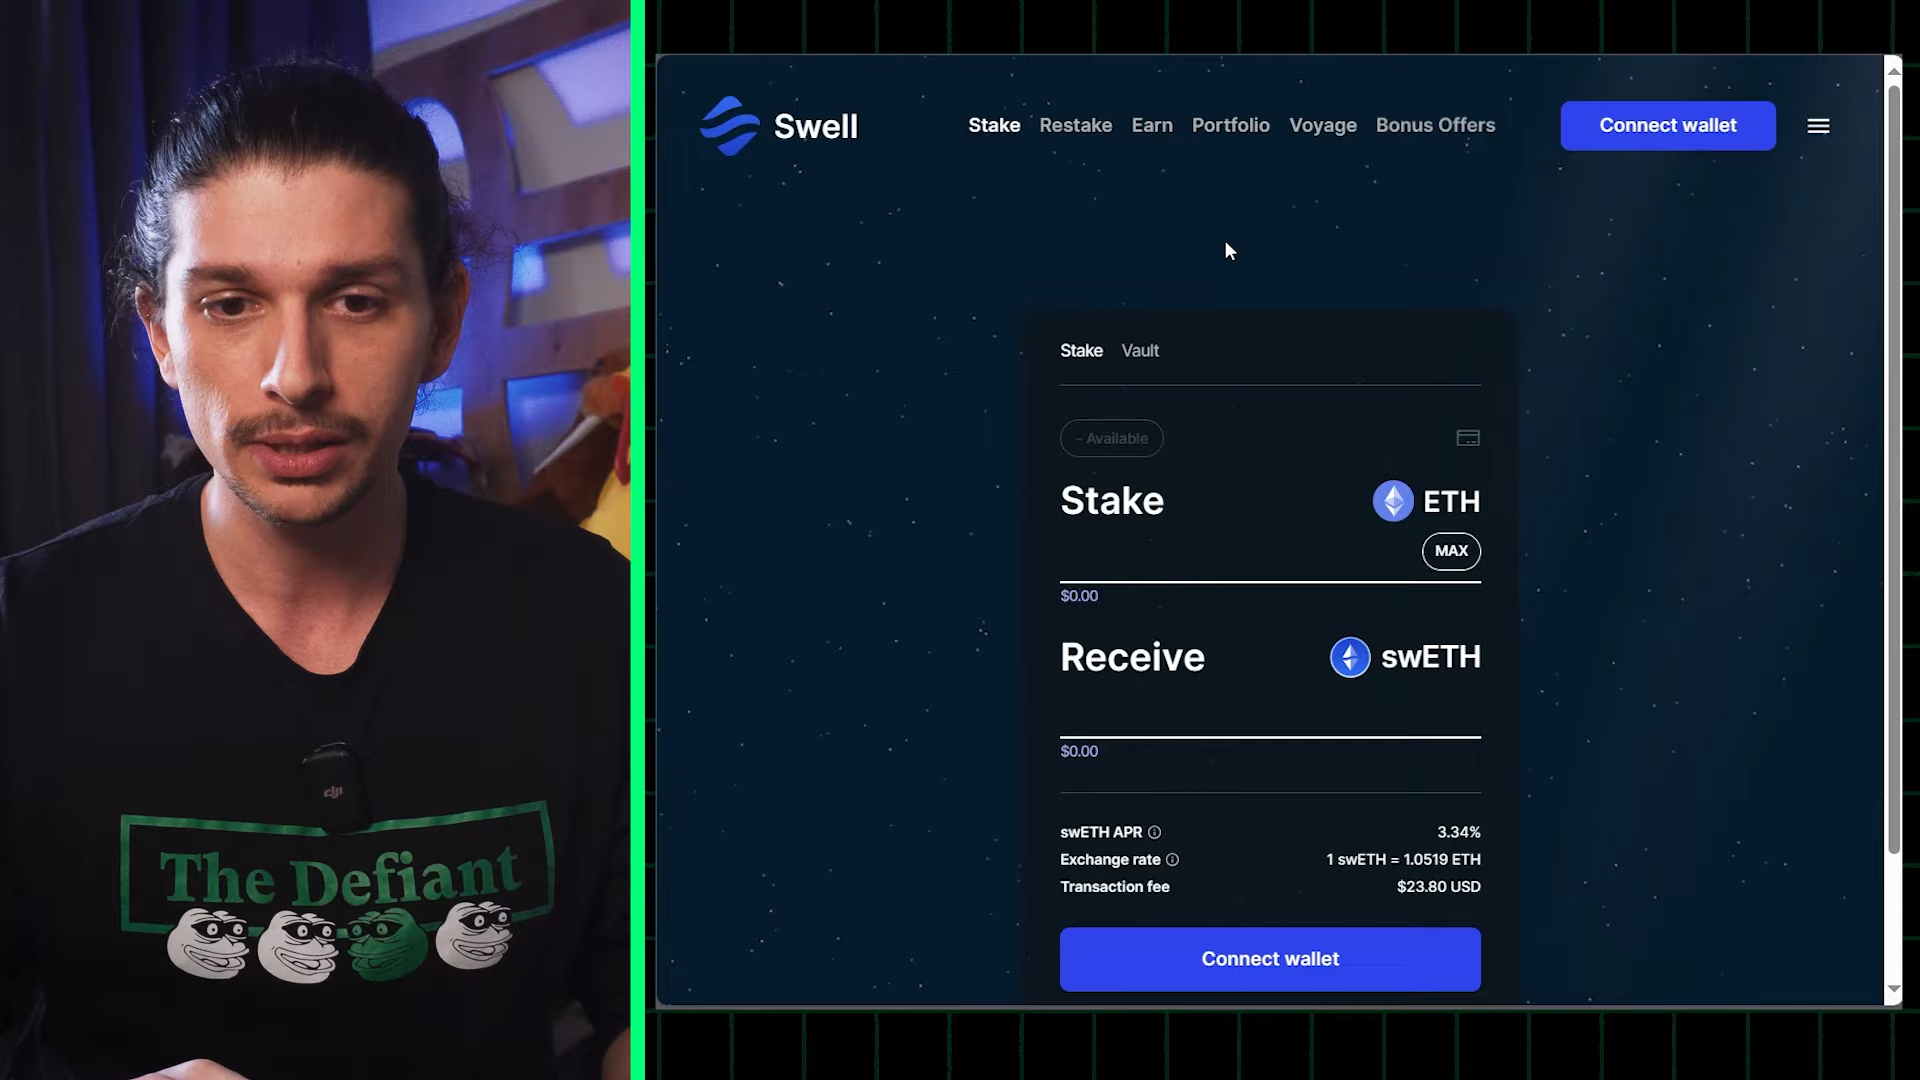 Swell
Stake Restake Earn Portfolio Voyage Bonus Offers
Connect wallet
Stake Vault
- Available
Stake
ETH
MAX
$0.00
Receive
swETH
$0.00
swETH APR
3.34%
Exchange rate
1 swETH = 1.0519 ETH
Transaction fee
$23.80 USD
Connect wallet
dji
The Defiant